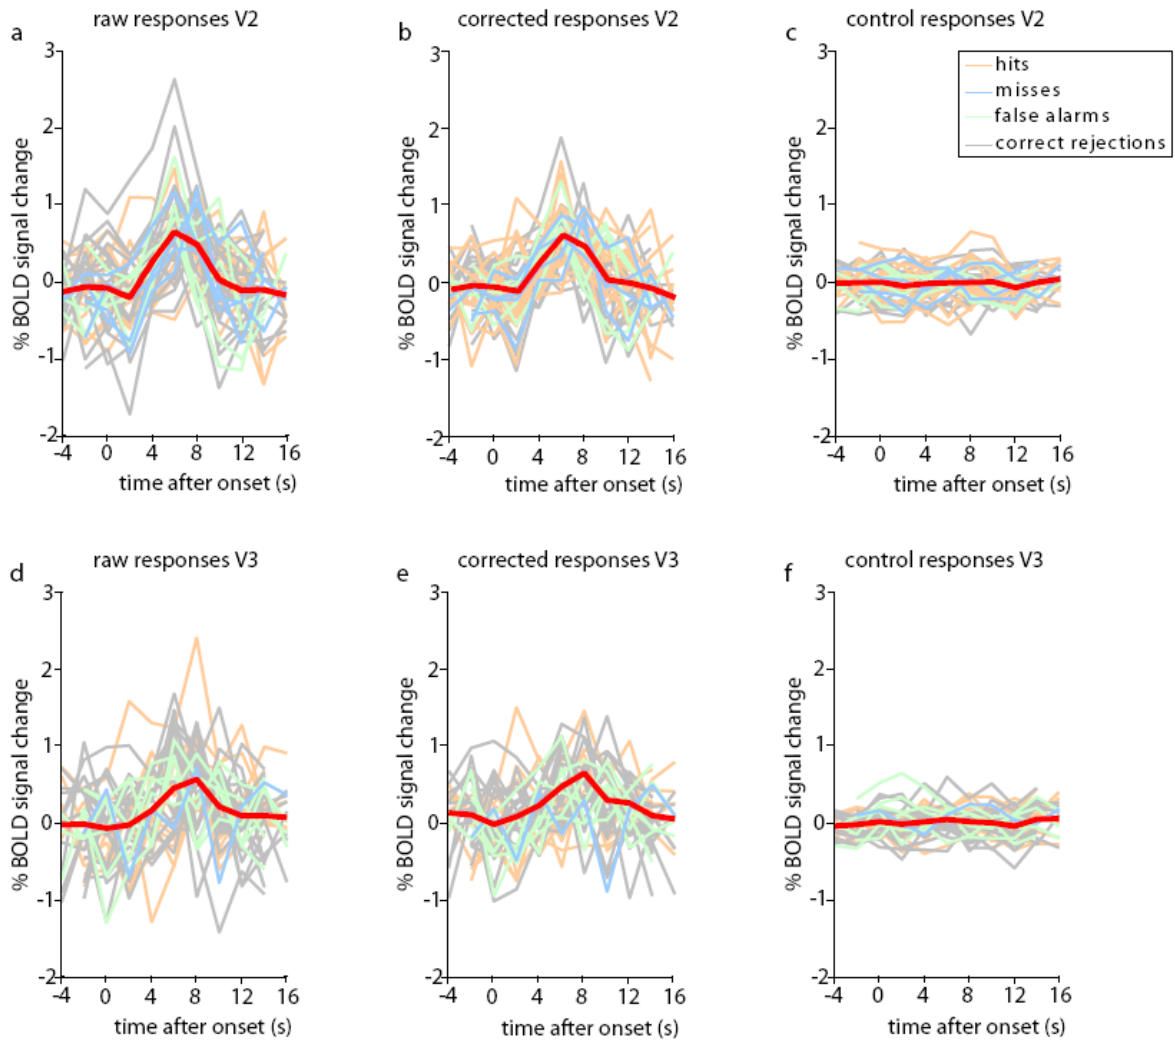 a raw responses V2
b corrected responses V2
c control responses V2
3
2
1
0
-1
-2
% BOLD signal change
-4 0 4 8 12 16
time after onset (s)
3
2
1
0
-1
-2
% BOLD signal change
-4 0 4 8 12 16
time after onset (s)
3
2
1
0
-1
-2
% BOLD signal change
-4 0 4 8 12 16
time after onset (s)
hits
misses
false alarms
correct rejections
d raw responses V3
e corrected responses V3
f control responses V3
3
2
1
0
-1
-2
% BOLD signal change
-4 0 4 8 12 16
time after onset (s)
3
2
1
0
-1
-2
% BOLD signal change
-4 0 4 8 12 16
time after onset (s)
3
2
1
0
-1
-2
% BOLD signal change
-4 0 4 8 12 16
time after onset (s)